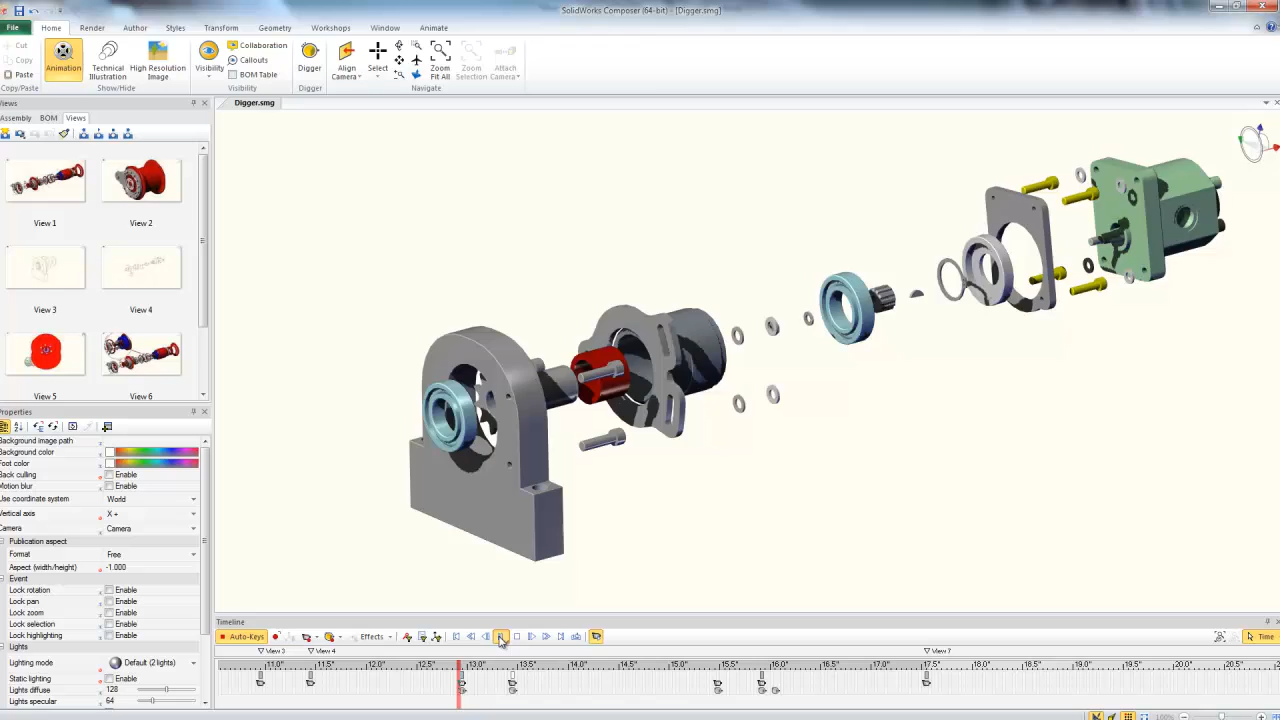 SolidWorks Composer (64-bit) - [Digger.smg]
File Home Render Author Styles Transform Geometry Workshops Window Animate
Cut
Copy
Paste
Animation
Technical Illustration
High Resolution Image
Visibility
Collaboration
Callouts
BOM Table
Digger
Align Camera
Select
Zoom Fit All
Zoom Selection
Attach Camera
Copy/Paste Show/Hide Visibility Digger Navigate
Views
Digger.smg
Assembly BOM Views
View 1 View 2
View 3 View 4
View 5 View 6
Properties
Background image path
Background color
Foot color
Back culling Enable
Motion blur Enable
Use coordinate system World
Vertical axis X +
Camera Camera
Publication aspect
Format Free
Aspect (width/height) -1.000
Event
Lock rotation Enable
Lock pan Enable
Lock zoom Enable
Lock selection Enable
Lock highlighting Enable
Lights
Lighting mode Default (2 lights)
Static lighting Enable
Lights diffuse 128
Lights specular 64
Timeline
Auto-Keys Effects Time
View 3 View 4 View 7
11.0" 11.5" 12.0" 12.5" 13.0" 13.5" 14.0" 14.5" 15.0" 15.5" 16.0" 16.5" 17.0" 17.5" 18.0" 18.5" 19.0" 19.5" 20.0" 20.5"
100%